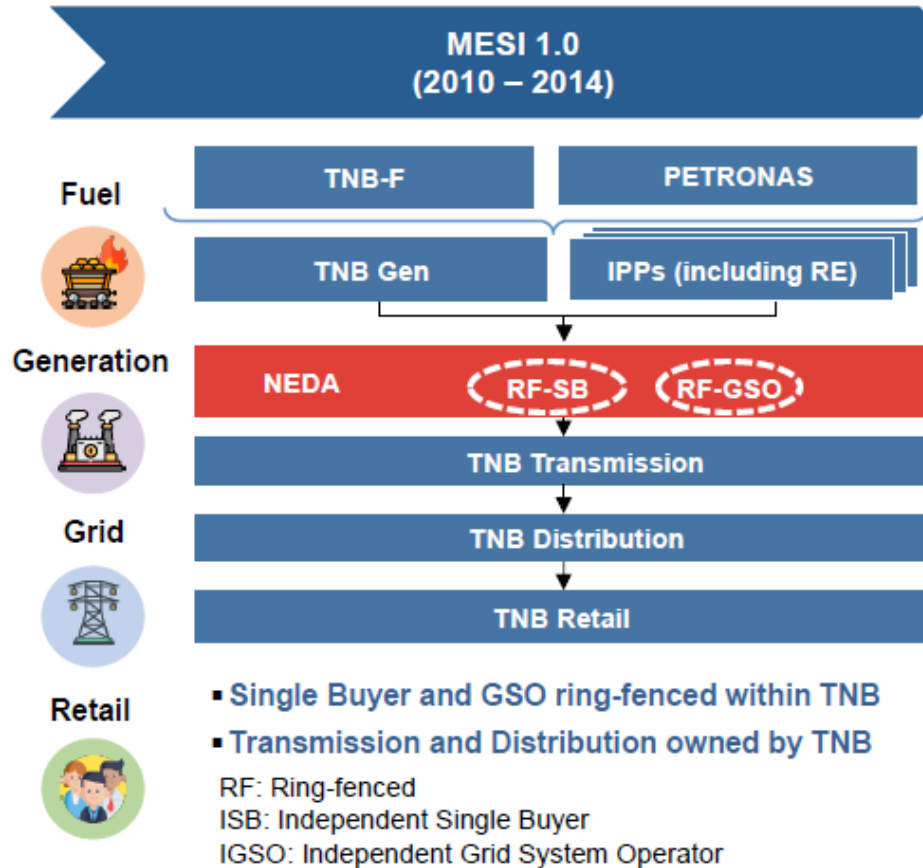 MESI 1.0
(2010 – 2014)
Fuel
TNB-F
PETRONAS
TNB Gen
IPPs (including RE)
Generation
NEDA
RF-SB
RF-GSO
TNB Transmission
Grid
TNB Distribution
TNB Retail
Retail
▪ Single Buyer and GSO ring-fenced within TNB
▪ Transmission and Distribution owned by TNB
RF: Ring-fenced
ISB: Independent Single Buyer
IGSO: Independent Grid System Operator